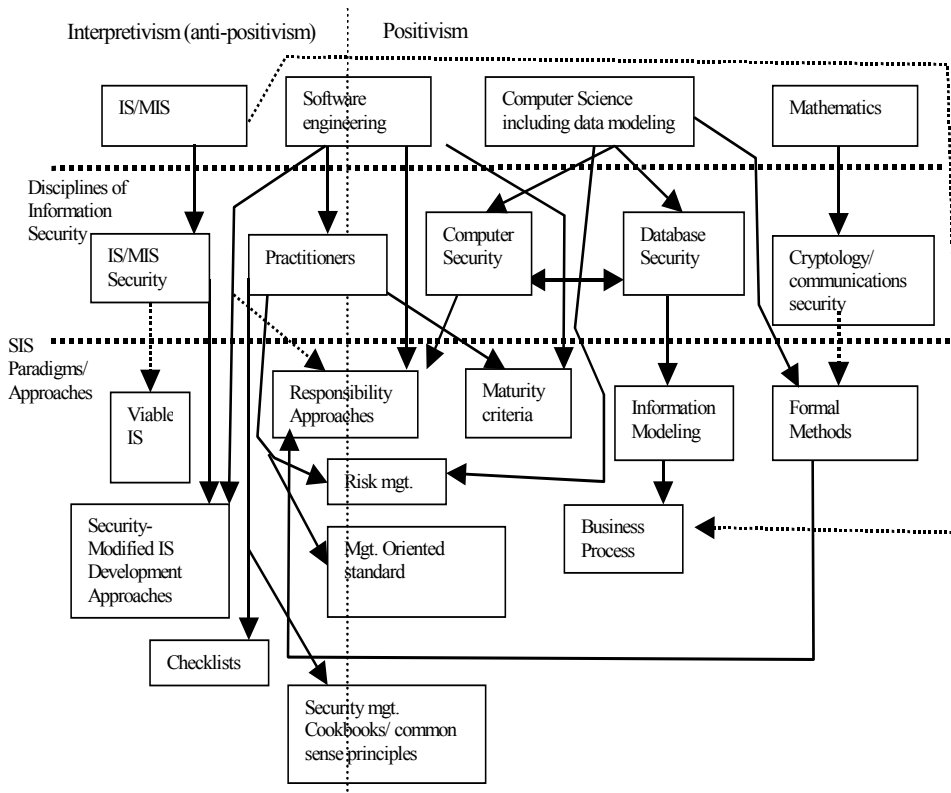 Interpretivism (anti-positivism)
Positivism
IS/MIS
Software
engineering
Computer Science
including data modeling
Mathematics
Disciplines of
Information
Security
IS/MIS
Security
Practitioners
Computer
Security
Database
Security
Cryptology/
communications
security
SIS
Paradigms/
Approaches
Viable
IS
Responsibility
Approaches
Maturity
criteria
Information
Modeling
Formal
Methods
Risk mgt.
Security-
Modified IS
Development
Approaches
Mgt. Oriented
standard
Business
Process
Checklists
Security mgt.
Cookbooks/ common
sense principles